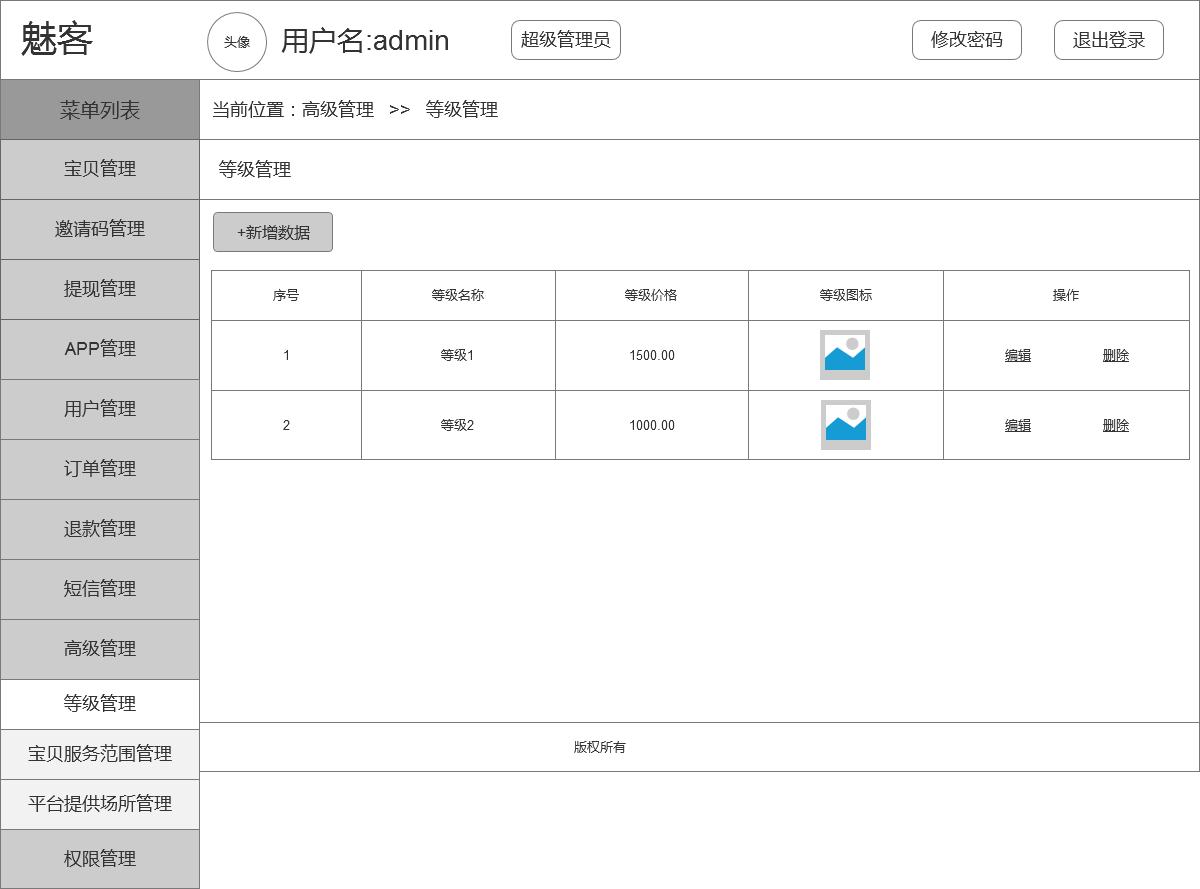 魅客
头像
用户名:admin
超级管理员
修改密码
退出登录
菜单列表
宝贝管理
邀请码管理
提现管理
APP管理
用户管理
订单管理
退款管理
短信管理
高级管理
等级管理
宝贝服务范围管理
平台提供场所管理
权限管理
当前位置：高级管理 >> 等级管理
等级管理
+新增数据
序号 等级名称 等级价格 等级图标 操作
1 等级1 1500.00 编辑 删除
2 等级2 1000.00 编辑 删除
版权所有